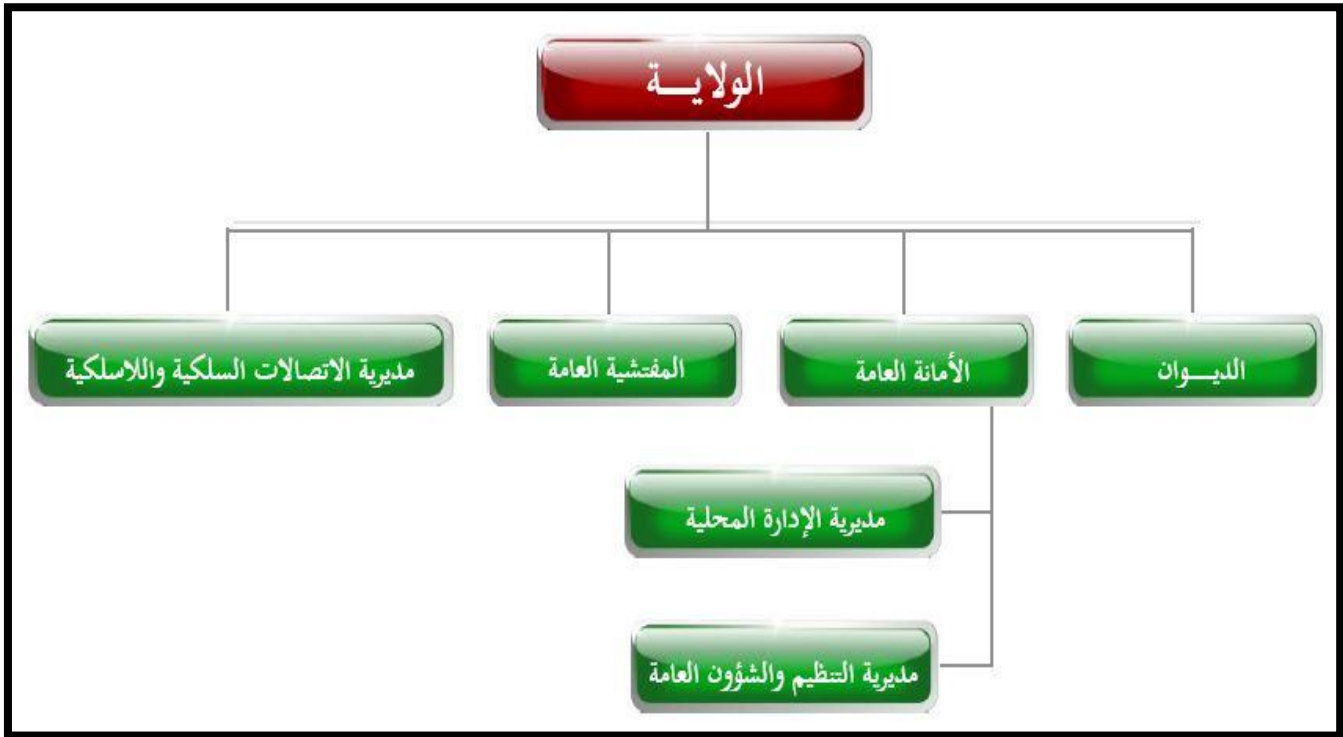 الولايــة
الديــوان
الأمانة العامة
المفتشية العامة
مديرية الاتصالات السلكية واللاسلكية
مديرية الإدارة المحلية
مديرية التنظيم والشؤون العامة